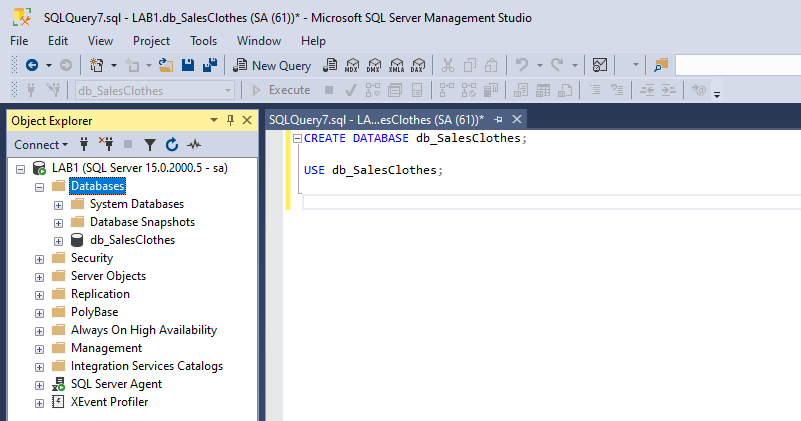 SQLQuery7.sql - LAB1.db_SalesClothes (SA (61))* - Microsoft SQL Server Management Studio
File Edit View Project Tools Window Help
New Query MDX DMX XMLA DAX
db_SalesClothes Execute
Object Explorer
Connect
LAB1 (SQL Server 15.0.2000.5 - sa)
Databases
System Databases
Database Snapshots
db_SalesClothes
Security
Server Objects
Replication
PolyBase
Always On High Availability
Management
Integration Services Catalogs
SQL Server Agent
XEvent Profiler
SQLQuery7.sql - LA...esClothes (SA (61))*
CREATE DATABASE db_SalesClothes;
USE db_SalesClothes;